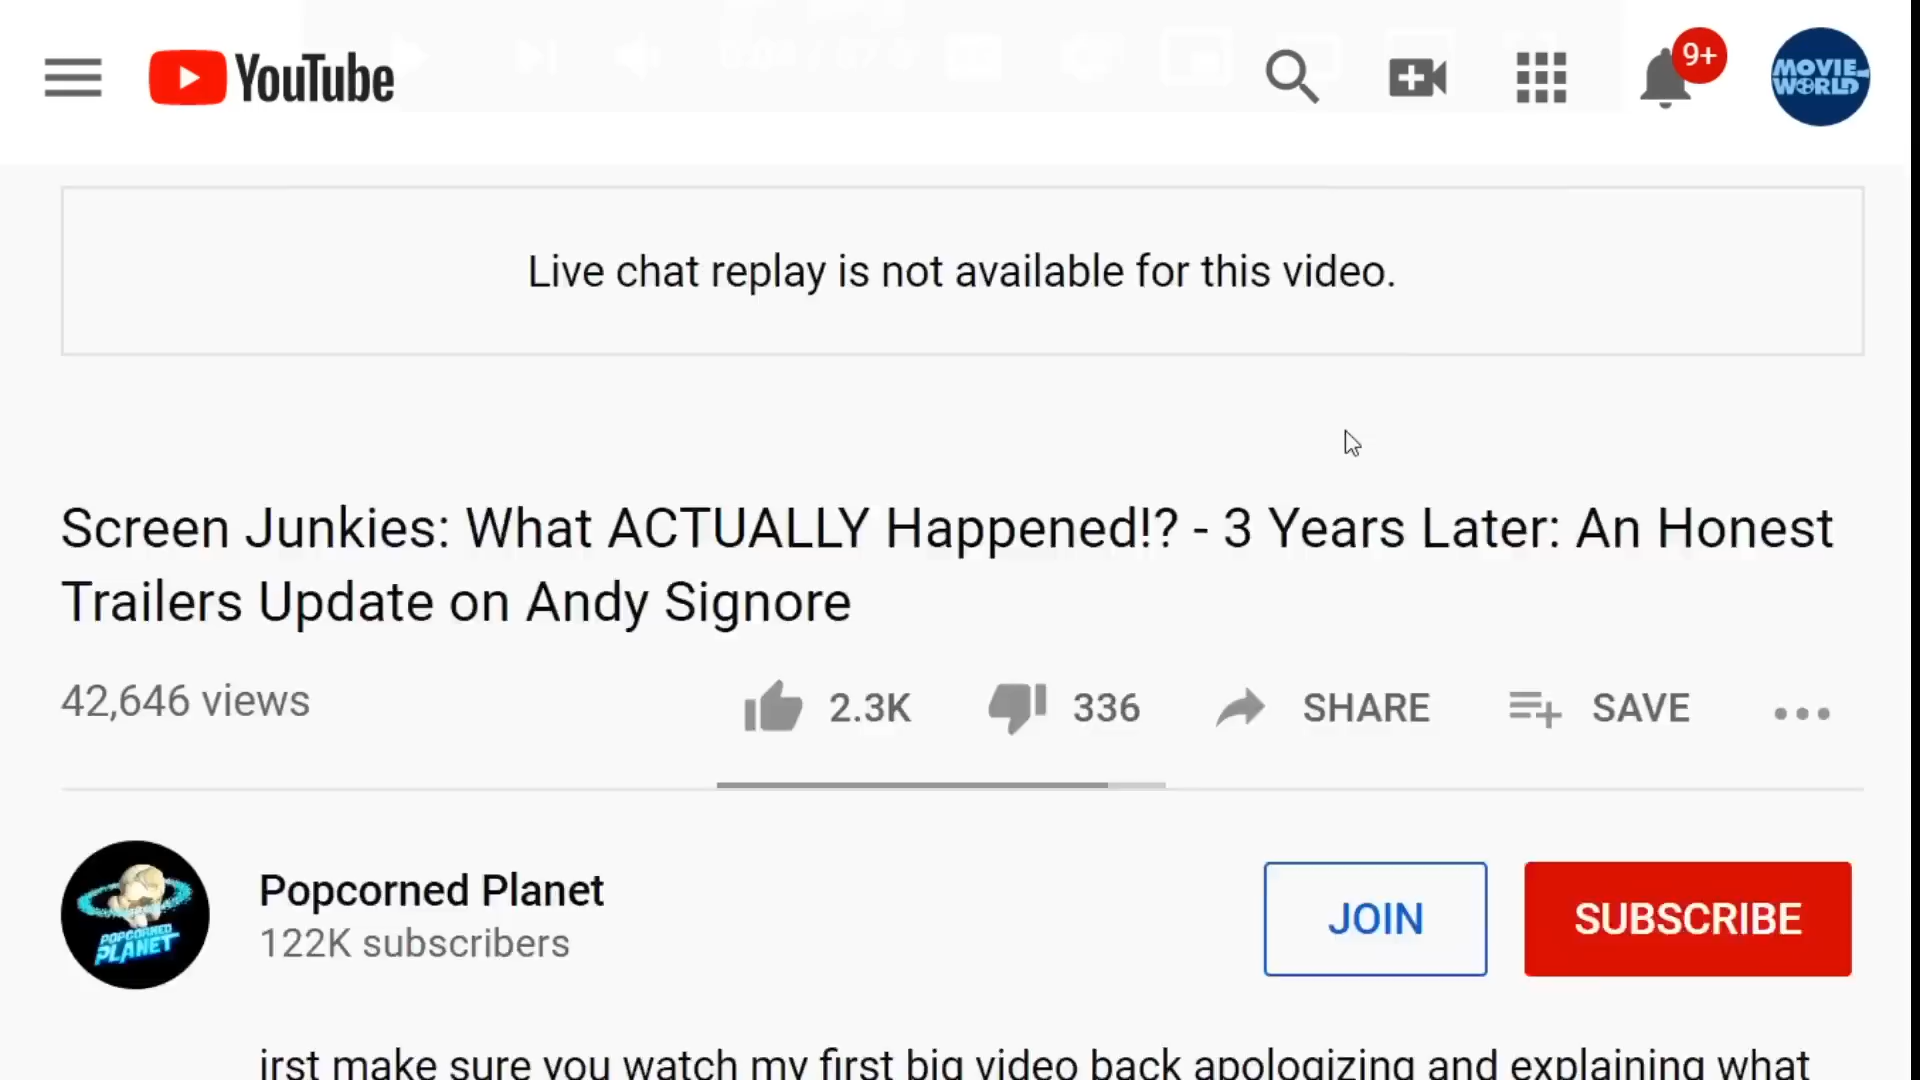 YouTube
9+
MOVIE
WORLD
Live chat replay is not available for this video.
Screen Junkies: What ACTUALLY Happened!? - 3 Years Later: An Honest
Trailers Update on Andy Signore
42,646 views
2.3K
336
SHARE
SAVE
POPCORNED
PLANET
Popcorned Planet
122K subscribers
JOIN
SUBSCRIBE
irst make sure you watch my first big video back apologizing and explaining what